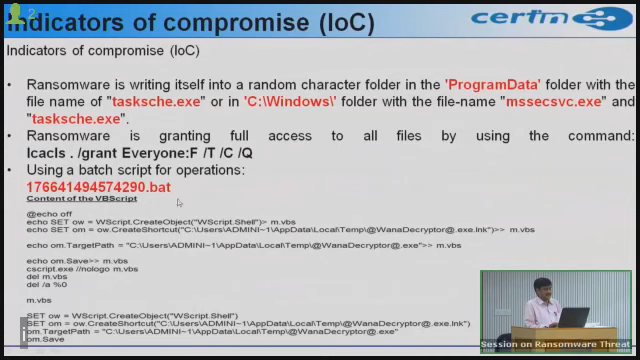 2
Indicators of compromise (IoC)
Indicators of compromise (IoC)
• Ransomware is writing itself into a random character folder in the 'ProgramData' folder with the
file name of "tasksche.exe" or in 'C:\Windows\' folder with the file-name "mssecsvc.exe" and
"tasksche.exe".
• Ransomware is granting full access to all files by using the command:
Icacls . /grant Everyone:F /T /C /Q
• Using a batch script for operations:
176641494574290.bat
Content of the VBScript
@echo off
echo SET ow = WScript.CreateObject("WScript.Shell")> m.vbs
echo SET om = ow.CreateShortcut("C:\Users\ADMINI~1\AppData\Local\Temp\@WanaDecryptor@.exe.lnk")>> m.vbs
echo om.TargetPath = "C:\Users\ADMINI~1\AppData\Local\Temp\@WanaDecryptor@.exe">> m.vbs
echo om.Save>> m.vbs
cscript.exe //nologo m.vbs
del m.vbs
del /a %0
m.vbs
SET ow = WScript.CreateObject("WScript.Shell")
SET om = ow.CreateShortcut("C:\Users\ADMINI~1\AppData\Local\Temp\@WanaDecryptor@.exe.lnk")
om.TargetPath = "C:\Users\ADMINI~1\AppData\Local\Temp\@WanaDecryptor@.exe"
om.Save
Session on Ransomware Threat